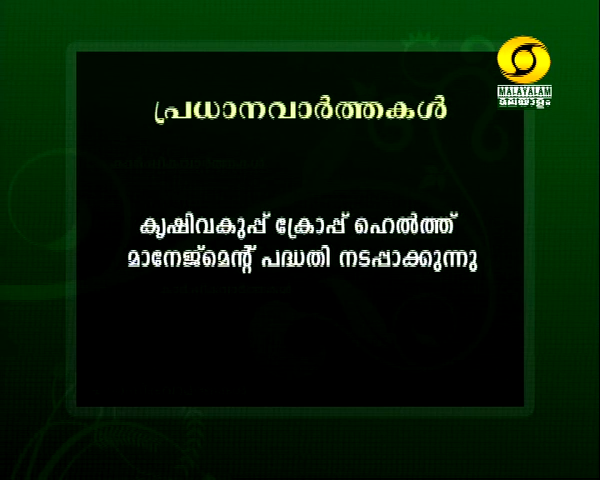 MALAYALAM
മലയാളം
പ്രധാനവാർത്തകൾ
കൃഷിവകുപ്പ് ക്രോപ്പ് ഹെൽത്ത്
മാനേജ്മെന്റ് പദ്ധതി നടപ്പാക്കുന്നു